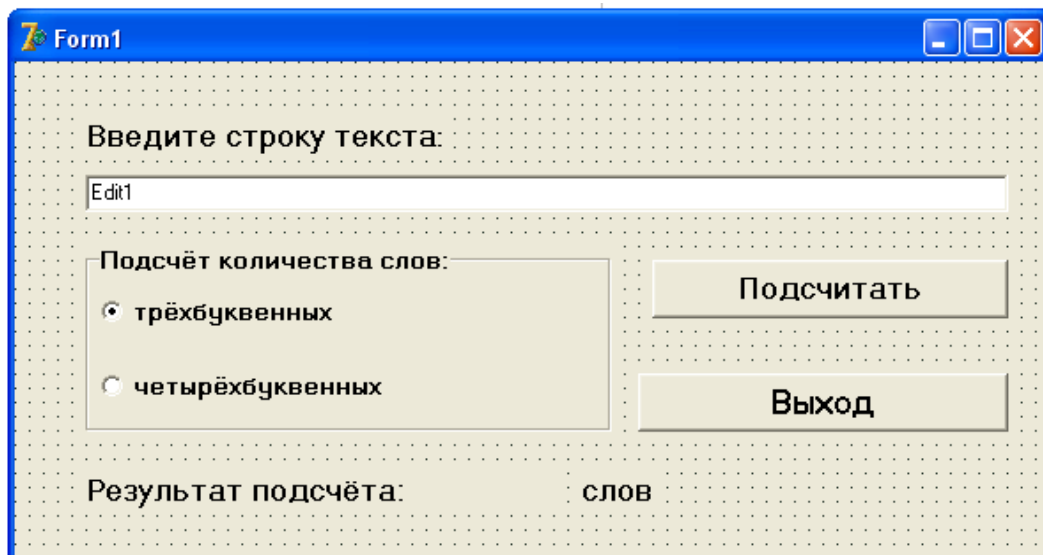 Form1
Введите строку текста:
Edit1
Подсчёт количества слов:
трёхбуквенных
Подсчитать
четырёхбуквенных
Выход
Результат подсчёта: слов